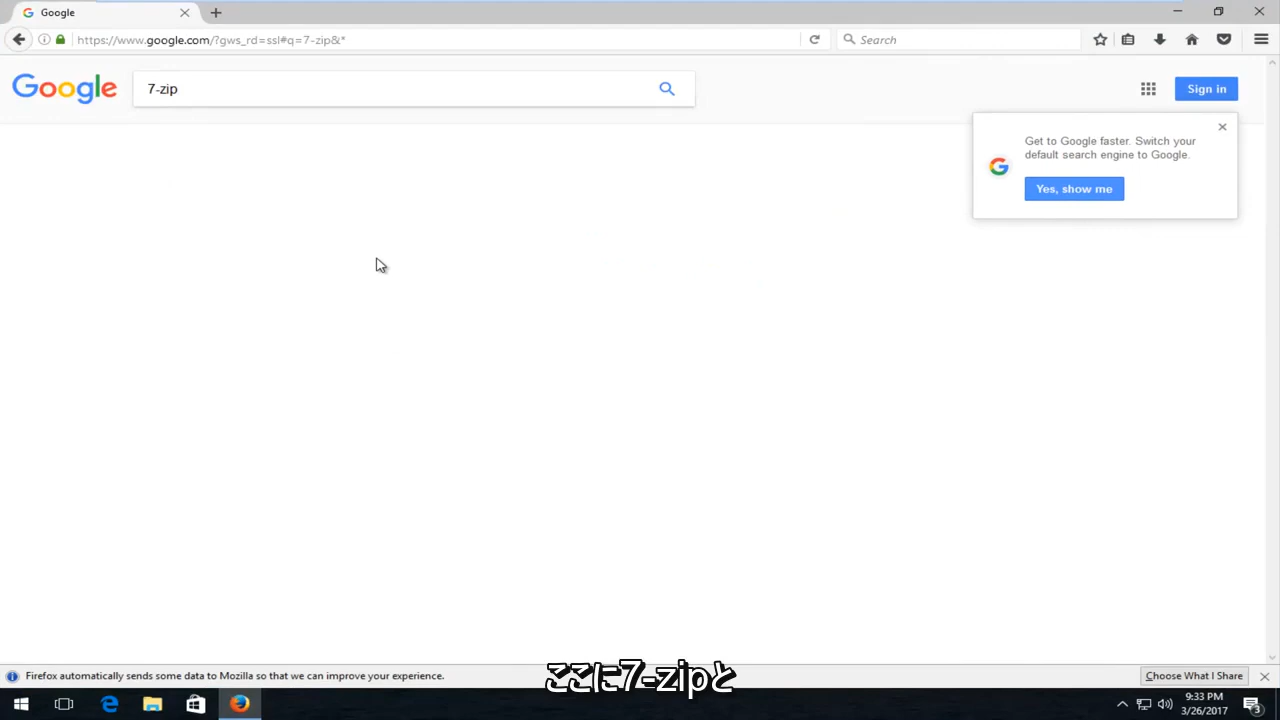 Google
https://www.google.com/?gws_rd=ssl#q=7-zip&*
Search
Google
7-zip
Sign in
Get to Google faster. Switch your
default search engine to Google.
Yes, show me
Firefox automatically sends some data to Mozilla so that we can improve your experience.
Choose What I Share
ここに7-zipと
9:33 PM
3/26/2017
3